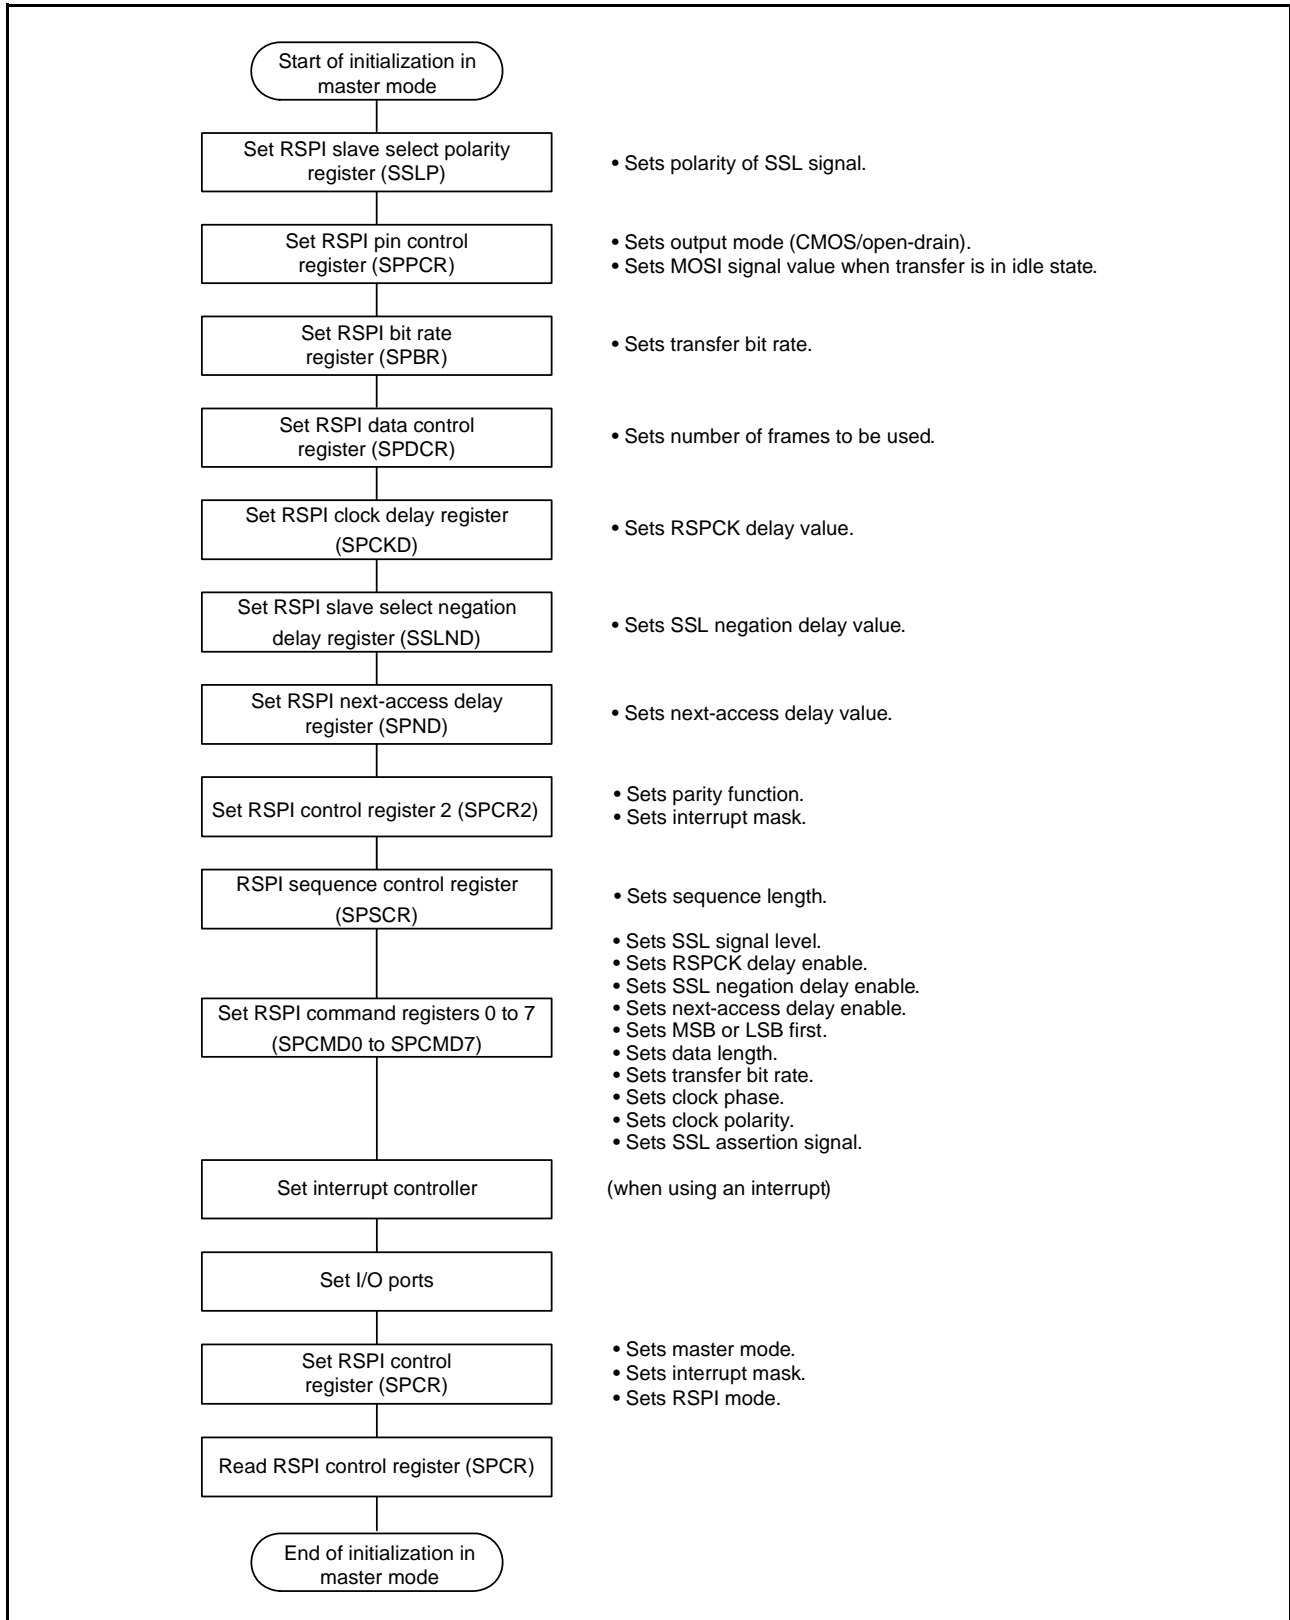 Start of initialization in
master mode
Set RSPI slave select polarity
register (SSLP)
• Sets polarity of SSL signal.
Set RSPI pin control
register (SPPCR)
• Sets output mode (CMOS/open-drain).
• Sets MOSI signal value when transfer is in idle state.
Set RSPI bit rate
register (SPBR)
• Sets transfer bit rate.
Set RSPI data control
register (SPDCR)
• Sets number of frames to be used.
Set RSPI clock delay register
(SPCKD)
• Sets RSPCK delay value.
Set RSPI slave select negation
delay register (SSLND)
• Sets SSL negation delay value.
Set RSPI next-access delay
register (SPND)
• Sets next-access delay value.
Set RSPI control register 2 (SPCR2)
• Sets parity function.
• Sets interrupt mask.
RSPI sequence control register
(SPSCR)
• Sets sequence length.
Set RSPI command registers 0 to 7
(SPCMD0 to SPCMD7)
• Sets SSL signal level.
• Sets RSPCK delay enable.
• Sets SSL negation delay enable.
• Sets next-access delay enable.
• Sets MSB or LSB first.
• Sets data length.
• Sets transfer bit rate.
• Sets clock phase.
• Sets clock polarity.
• Sets SSL assertion signal.
Set interrupt controller
(when using an interrupt)
Set I/O ports
Set RSPI control
register (SPCR)
• Sets master mode.
• Sets interrupt mask.
• Sets RSPI mode.
Read RSPI control register (SPCR)
End of initialization in
master mode